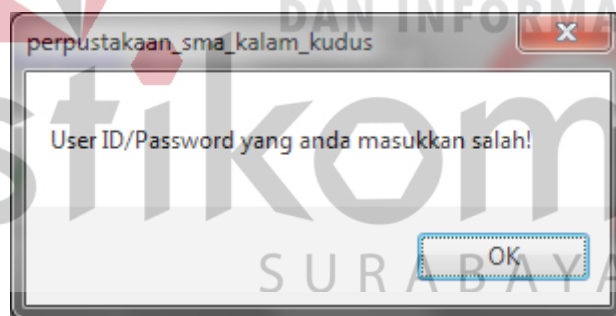 DAN INFORMA
perpustakaan_sma_kalam_kudus
stikom
User ID/Password yang anda masukkan salah!
OK
SURABAYA